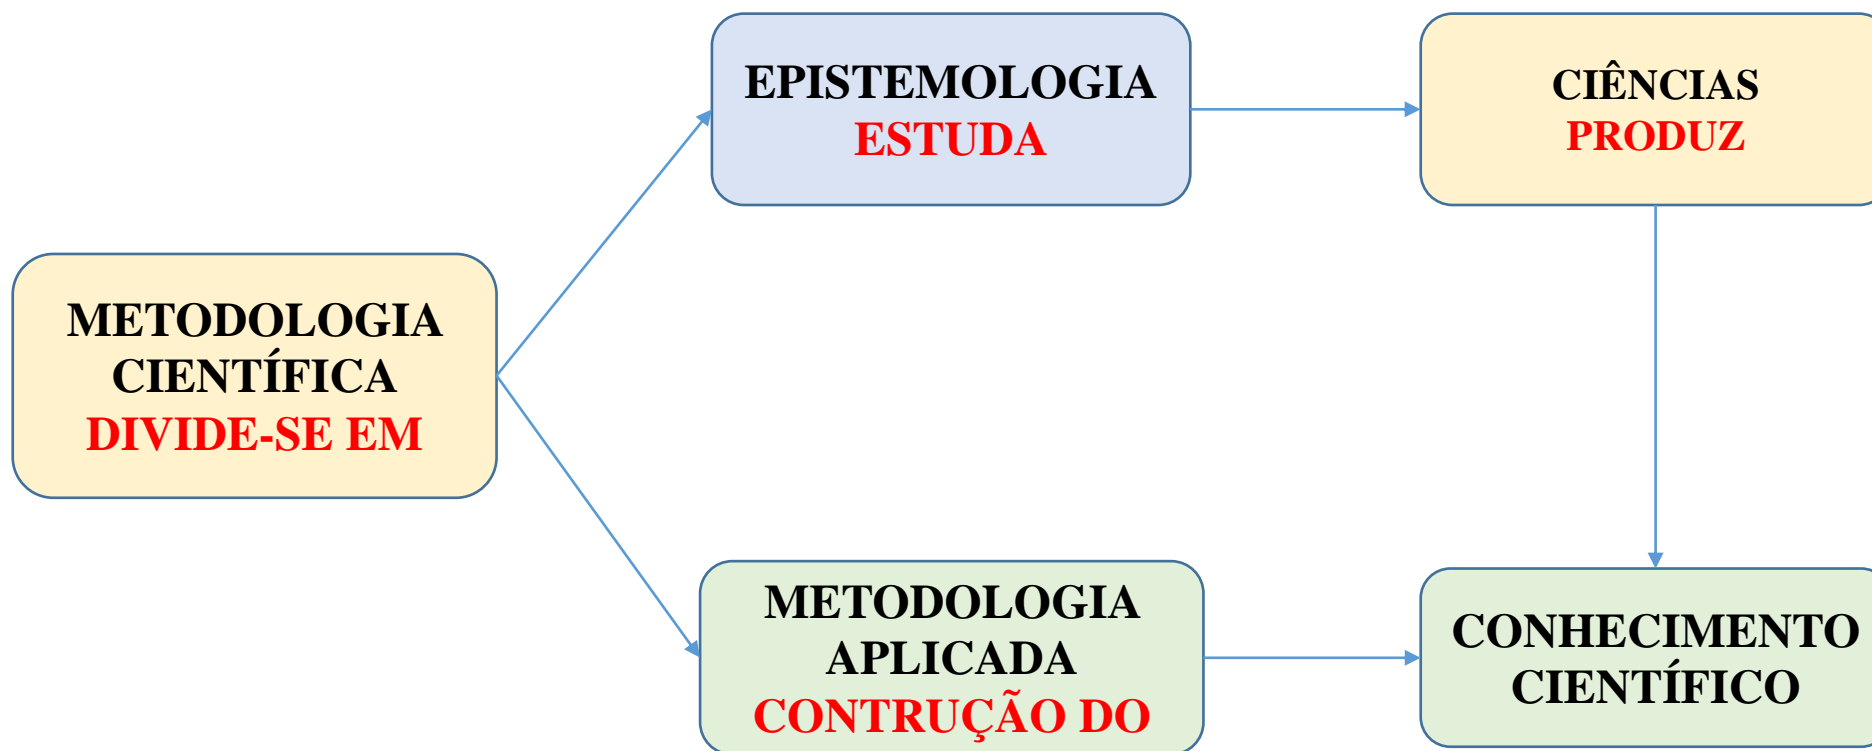 EPISTEMOLOGIA
ESTUDA
CIÊNCIAS
PRODUZ
METODOLOGIA
CIENTÍFICA
DIVIDE-SE EM
METODOLOGIA
APLICADA
CONTRUÇÃO DO
CONHECIMENTO
CIENTÍFICO